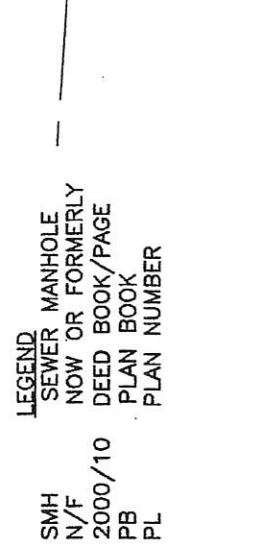 LEGEND
SMH SEWER MANHOLE
N/F NOW OR FORMERLY
2000/10 DEED BOOK/PAGE
PB PLAN BOOK
PL PLAN NUMBER